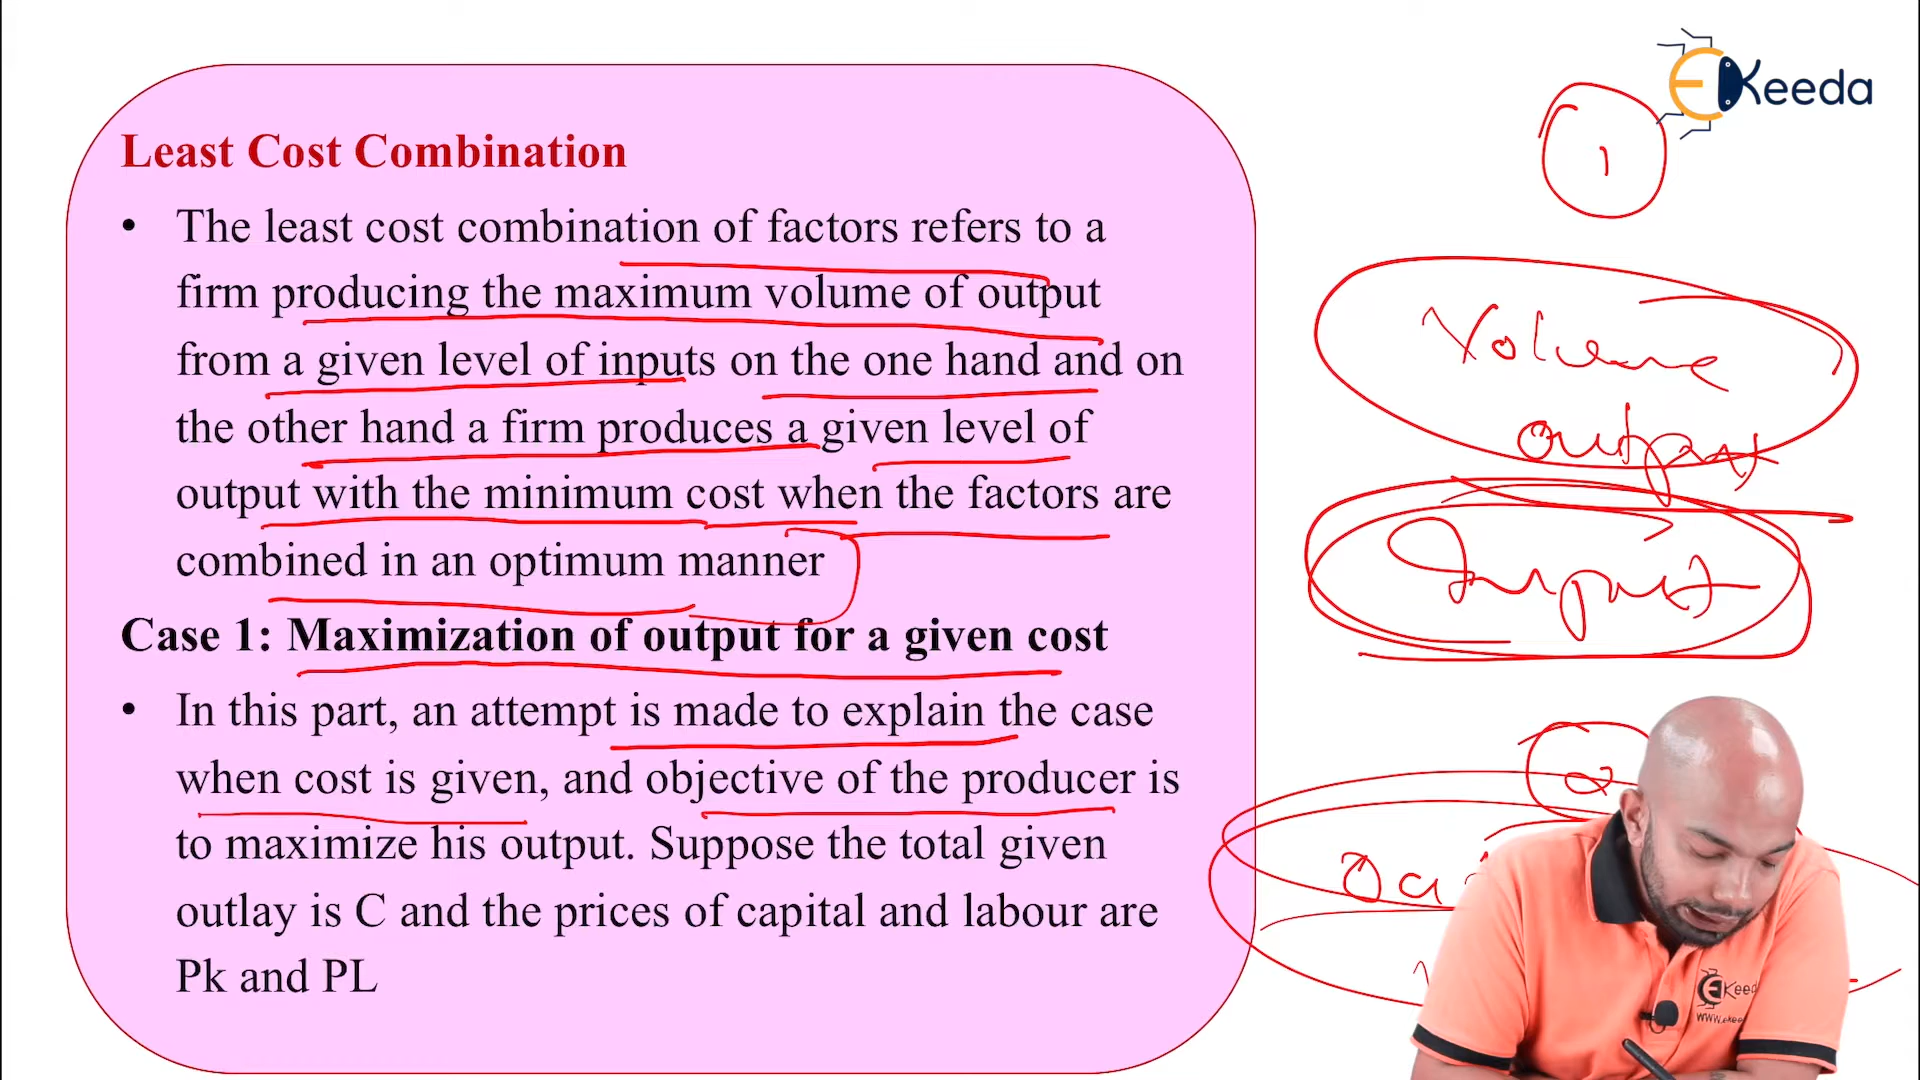 Least Cost Combination
• The least cost combination of factors refers to a
firm producing the maximum volume of output
from a given level of inputs on the one hand and on
the other hand a firm produces a given level of
output with the minimum cost when the factors are
combined in an optimum manner
Case 1: Maximization of output for a given cost
• In this part, an attempt is made to explain the case
when cost is given, and objective of the producer is
to maximize his output. Suppose the total given
outlay is C and the prices of capital and labour are
Pk and PL
EKeeda
1
Volume
output
Input
2
Out